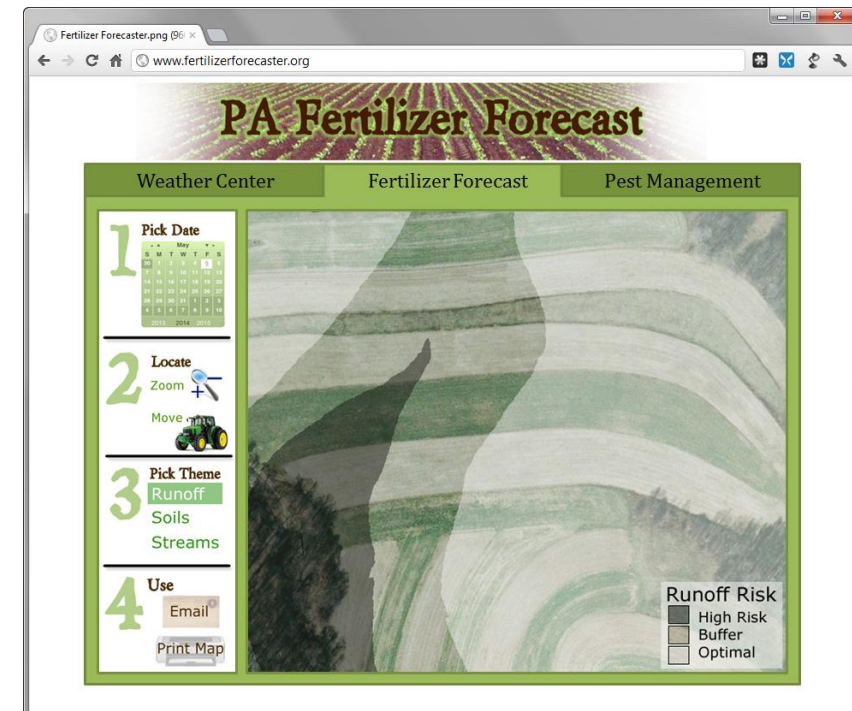 Fertilizer Forecaster.png (96
www.fertilizerforecaster.org
PA Fertilizer Forecast
Weather Center
Fertilizer Forecast
Pest Management
1
Pick Date
May
S M T W T F S
2013 2014 2015
2
Locate
Zoom
Move
3
Pick Theme
Runoff
Soils
Streams
4
Use
Email
Print Map
Runoff Risk
High Risk
Buffer
Optimal